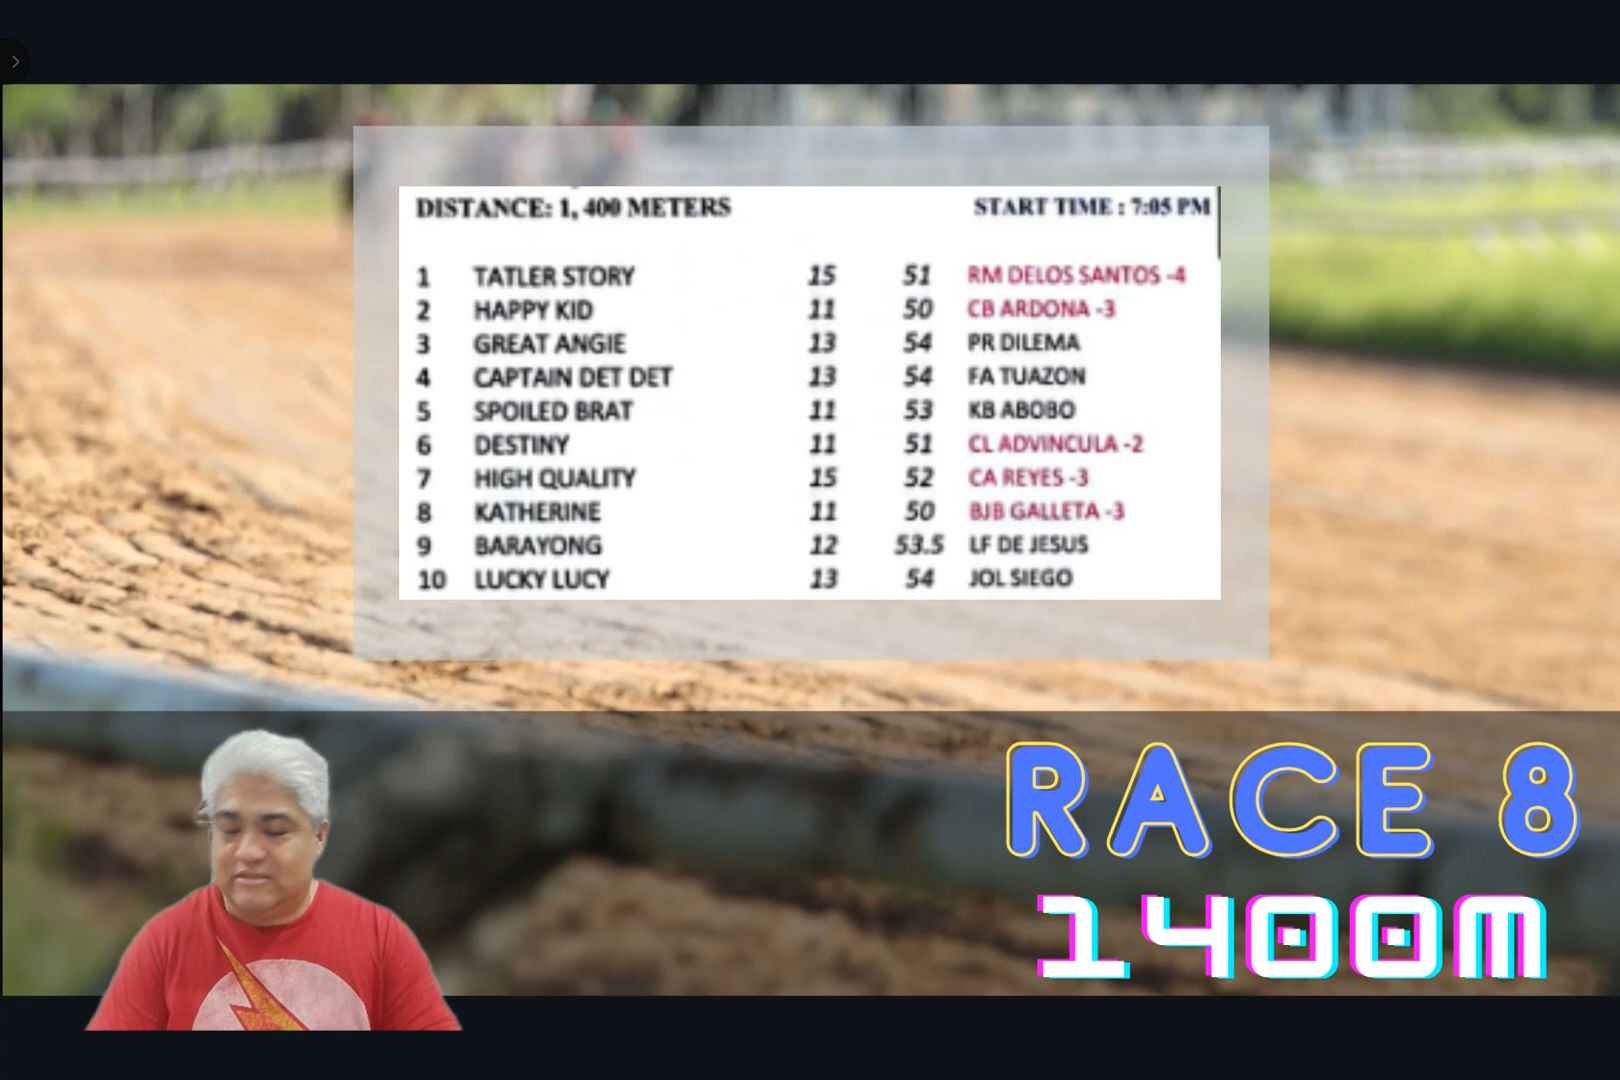 DISTANCE: 1, 400 METERS START TIME : 7:05 PM
1 TATLER STORY 15 51 RM DELOS SANTOS -4
2 HAPPY KID 11 50 CB ARDONA -3
3 GREAT ANGIE 13 54 PR DILEMA
4 CAPTAIN DET DET 13 54 FA TUAZON
5 SPOILED BRAT 11 53 KB ABOBO
6 DESTINY 11 51 CL ADVINCULA -2
7 HIGH QUALITY 15 52 CA REYES -3
8 KATHERINE 11 50 BJB GALLETA -3
9 BARAYONG 12 53.5 LF DE JESUS
10 LUCKY LUCY 13 54 JOL SIEGO
RACE 8
1400M